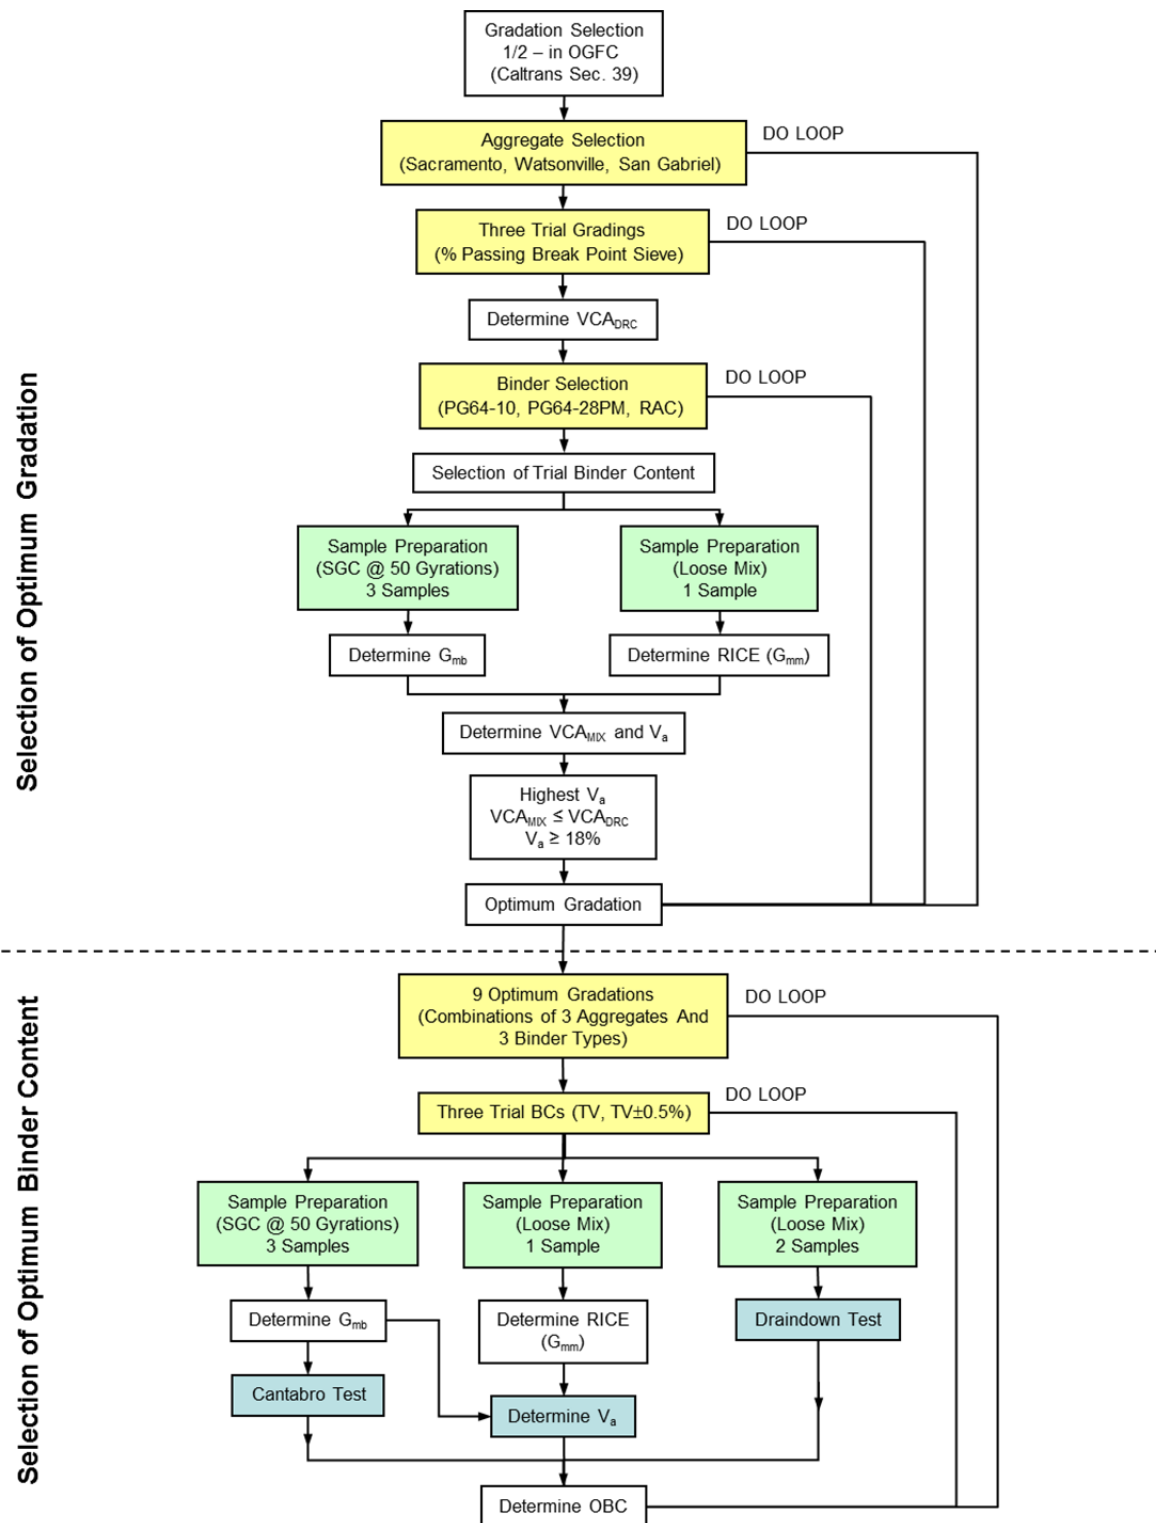 Gradation Selection
1/2 – in OGFC
(Caltrans Sec. 39)
Aggregate Selection
(Sacramento, Watsonville, San Gabriel)
DO LOOP
Three Trial Gradings
(% Passing Break Point Sieve)
DO LOOP
Determine VCADRC
Binder Selection
(PG64-10, PG64-28PM, RAC)
DO LOOP
Selection of Trial Binder Content
Sample Preparation
(SGC @ 50 Gyrations)
3 Samples
Sample Preparation
(Loose Mix)
1 Sample
Determine Gmb
Determine RICE (Gmm)
Determine VCAMIX and Va
Highest Va
VCAMIX ≤ VCADRC
Va ≥ 18%
Optimum Gradation
Selection of Optimum Gradation
9 Optimum Gradations
(Combinations of 3 Aggregates And
3 Binder Types)
DO LOOP
Three Trial BCs (TV, TV±0.5%)
DO LOOP
Sample Preparation
(SGC @ 50 Gyrations)
3 Samples
Sample Preparation
(Loose Mix)
1 Sample
Sample Preparation
(Loose Mix)
2 Samples
Determine Gmb
Determine RICE
(Gmm)
Draindown Test
Cantabro Test
Determine Va
Determine OBC
Selection of Optimum Binder Content